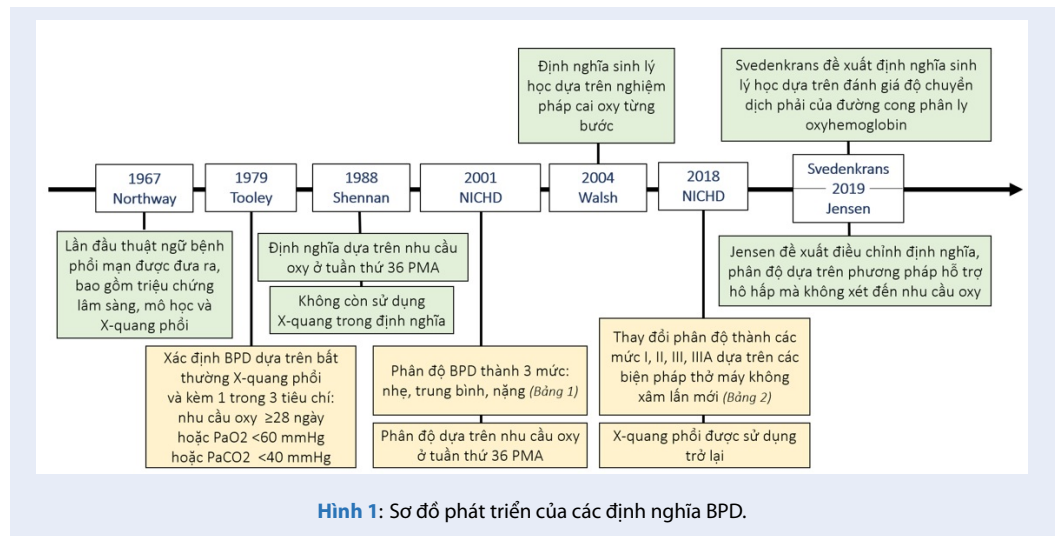 Định nghĩa sinh lý
học dựa trên nghiệm
pháp cai oxy từng
bước
Svedenkrans đề xuất định nghĩa sinh
lý học dựa trên đánh giá độ chuyển
dịch phải của đường cong phân ly
oxyhemoglobin
1967
Northway
1979
Tooley
1988
Shennan
2001
NICHD
2004
Walsh
2018
NICHD
Svedenkrans
2019
Jensen
Lần đầu thuật ngữ bệnh
phổi mạn được đưa ra,
bao gồm triệu chứng
lâm sàng, mô học và
X-quang phổi
Định nghĩa dựa trên nhu cầu
oxy ở tuần thứ 36 PMA
Không còn sử dụng
X-quang trong định nghĩa
Jensen đề xuất điều chỉnh định nghĩa,
phân độ dựa trên phương pháp hỗ trợ
hô hấp mà không xét đến nhu cầu oxy
Xác định BPD dựa trên bất
thường X-quang phổi
và kèm 1 trong 3 tiêu chí:
nhu cầu oxy ≥28 ngày
hoặc PaO2 <60 mmHg
hoặc PaCO2 <40 mmHg
Phân độ BPD thành 3 mức:
nhẹ, trung bình, nặng (Bảng 1)
Phân độ dựa trên nhu cầu oxy
ở tuần thứ 36 PMA
Thay đổi phân độ thành các
mức I, II, III, IIIA dựa trên các
biện pháp thở máy không
xâm lấn mới (Bảng 2)
X-quang phổi được sử dụng
trở lại
Hình 1: Sơ đồ phát triển của các định nghĩa BPD.